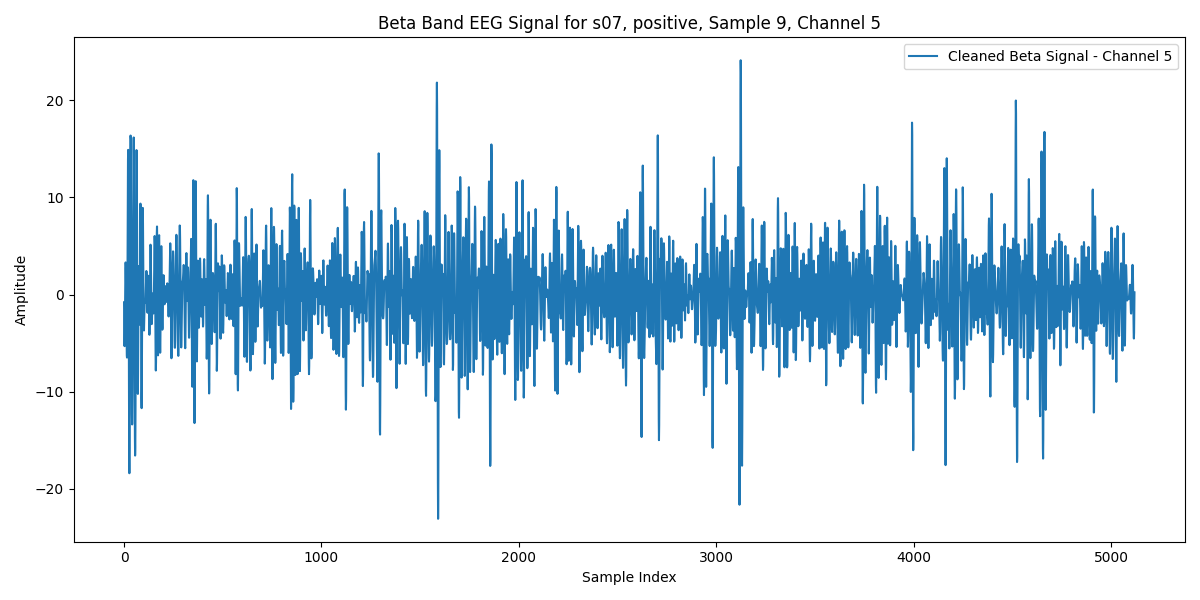 Beta Band EEG Signal for s07, positive, Sample 9, Channel 5
Cleaned Beta Signal - Channel 5
Amplitude
20
10
0
−10
−20
0 1000 2000 3000 4000 5000
Sample Index